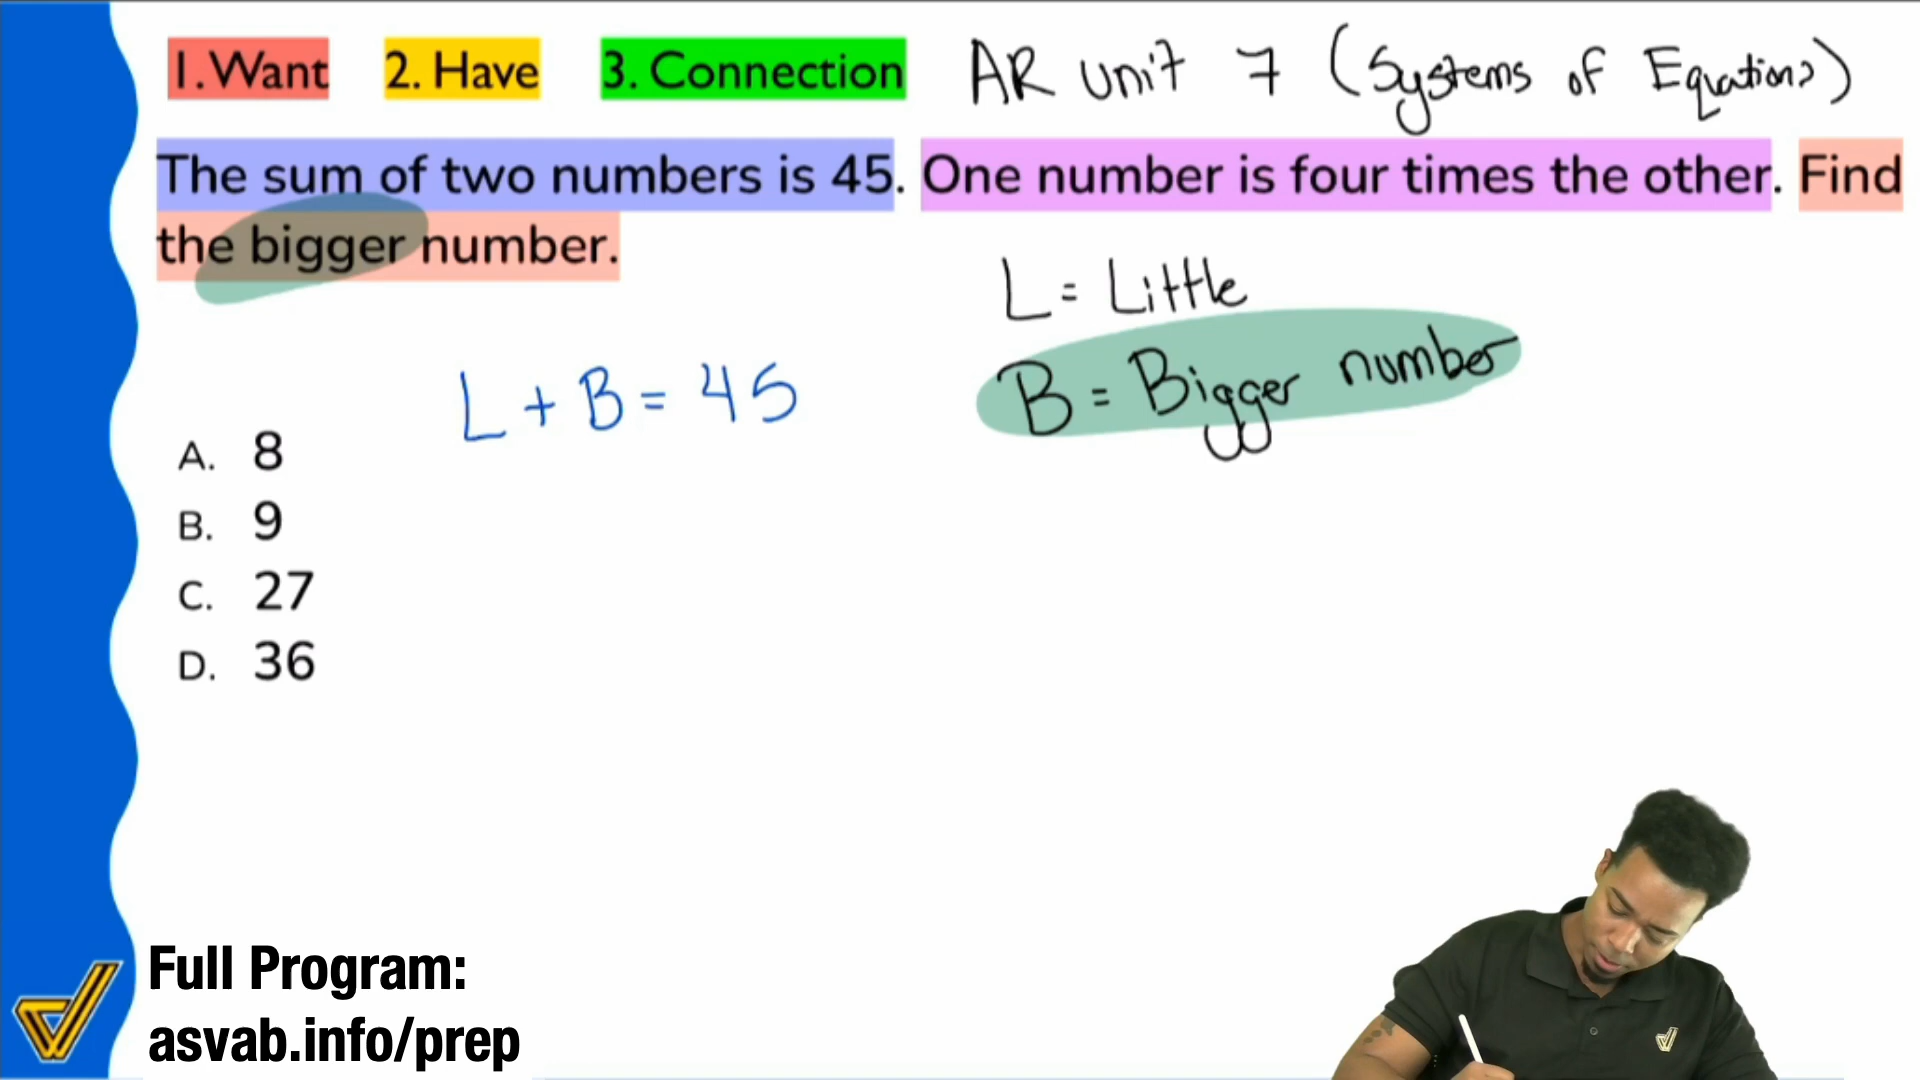 1. Want 2. Have 3. Connection AR Unit 7 (Systems of Equations)
The sum of two numbers is 45. One number is four times the other. Find
the bigger number.
L = Little
B = Bigger number
L + B = 45
A. 8
B. 9
C. 27
D. 36
Full Program:
asvab.info/prep